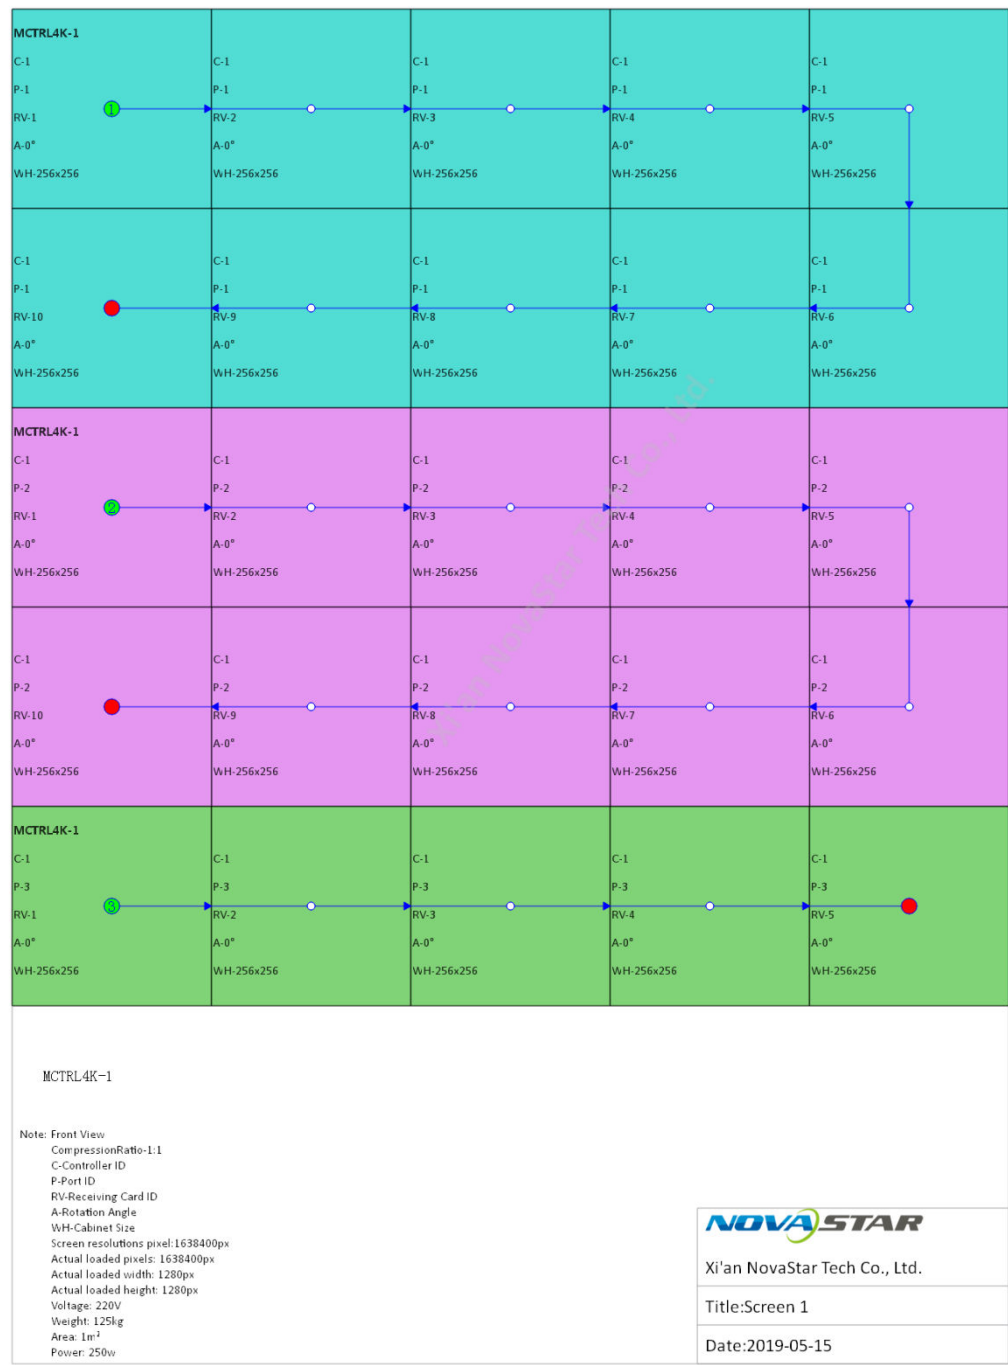 MCTRL4K-1
C-1 C-1 C-1 C-1 C-1
P-1 P-1 P-1 P-1 P-1
1
RV-1 RV-2 RV-3 RV-4 RV-5
A-0° A-0° A-0° A-0° A-0°
WH-256x256 WH-256x256 WH-256x256 WH-256x256 WH-256x256
C-1 C-1 C-1 C-1 C-1
P-1 P-1 P-1 P-1 P-1
RV-10 RV-9 RV-8 RV-7 RV-6
A-0° A-0° A-0° A-0° A-0°
WH-256x256 WH-256x256 WH-256x256 WH-256x256 WH-256x256
MCTRL4K-1
C-1 C-1 C-1 C-1 C-1
P-2 P-2 P-2 P-2 P-2
2
RV-1 RV-2 RV-3 RV-4 RV-5
A-0° A-0° A-0° A-0° A-0°
WH-256x256 WH-256x256 WH-256x256 WH-256x256 WH-256x256
C-1 C-1 C-1 C-1 C-1
P-2 P-2 P-2 P-2 P-2
RV-10 RV-9 RV-8 RV-7 RV-6
A-0° A-0° A-0° A-0° A-0°
WH-256x256 WH-256x256 WH-256x256 WH-256x256 WH-256x256
Xi'an NovaStar Tech Co., Ltd.
MCTRL4K-1
C-1 C-1 C-1 C-1 C-1
P-3 P-3 P-3 P-3 P-3
3
RV-1 RV-2 RV-3 RV-4 RV-5
A-0° A-0° A-0° A-0° A-0°
WH-256x256 WH-256x256 WH-256x256 WH-256x256 WH-256x256
MCTRL4K-1
Note: Front View
CompressionRatio-1:1
C-Controller ID
P-Port ID
RV-Receiving Card ID
A-Rotation Angle
WH-Cabinet Size
Screen resolutions pixel:1638400px
Actual loaded pixels: 1638400px
Actual loaded width: 1280px
Actual loaded height: 1280px
Voltage: 220V
Weight: 125kg
Area: 1m²
Power: 250w
NOVASTAR
Xi'an NovaStar Tech Co., Ltd.
Title:Screen 1
Date:2019-05-15